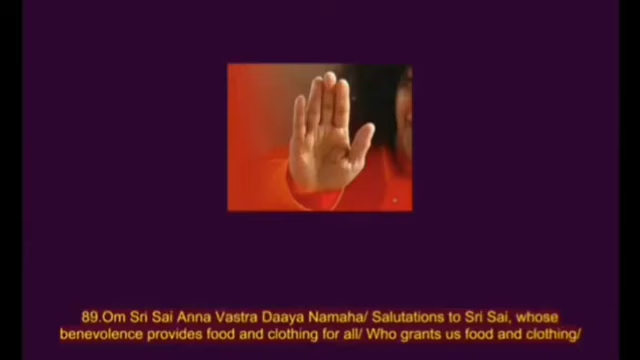 89.Om Sri Sai Anna Vastra Daaya Namaha/ Salutations to Sri Sai, whose
benevolence provides food and clothing for all/ Who grants us food and clothing/